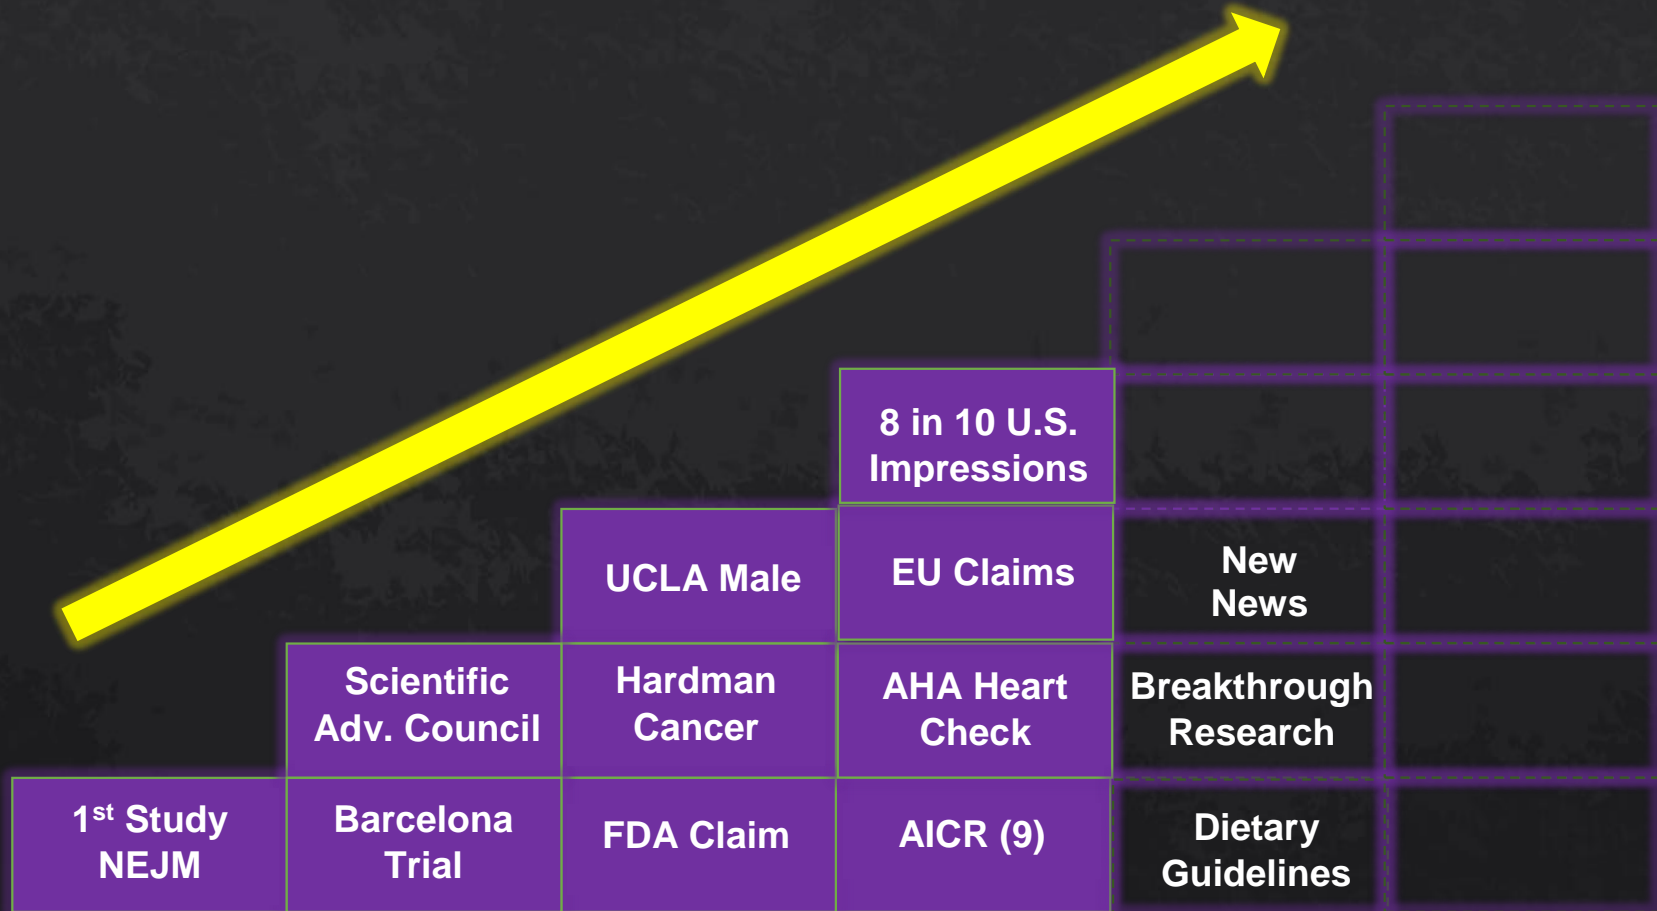 8 in 10 U.S.
Impressions
UCLA Male
EU Claims
New
News
Scientific
Adv. Council
Hardman
Cancer
AHA Heart
Check
Breakthrough
Research
1st Study
NEJM
Barcelona
Trial
FDA Claim
AICR (9)
Dietary
Guidelines